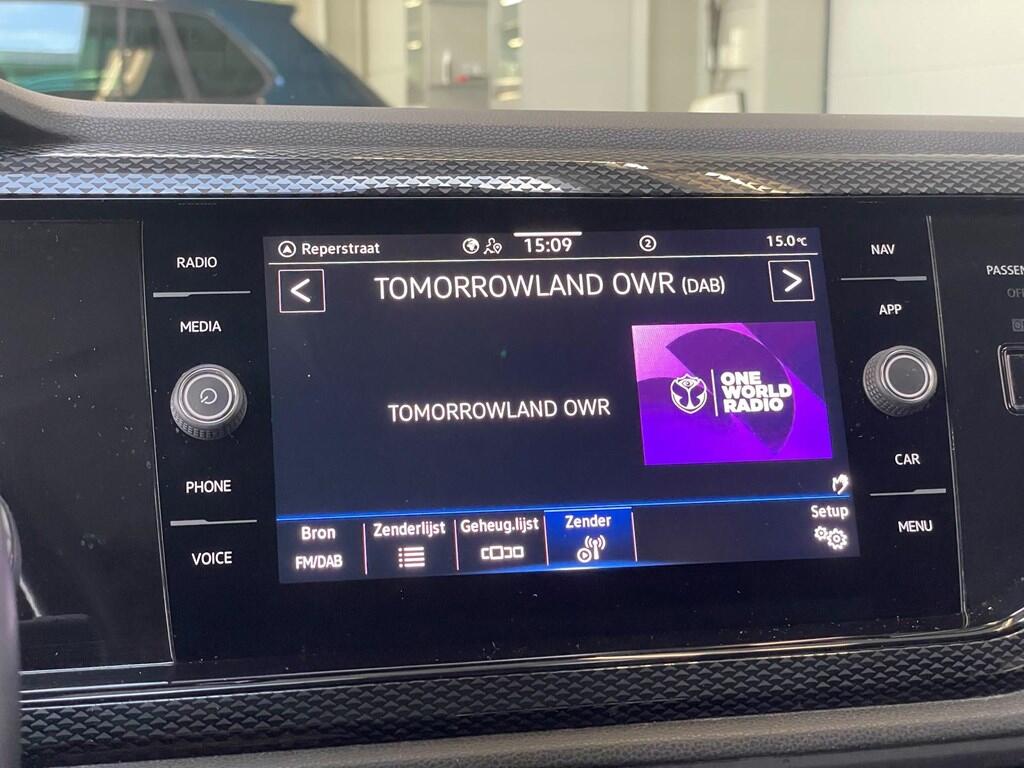 RADIO
MEDIA
PHONE
VOICE
Reperstraat
15:09
2
15.0°C
<
TOMORROWLAND OWR (DAB)
>
TOMORROWLAND OWR
ONE
WORLD
RADIO
Bron
FM/DAB
Zenderlijst
Geheug.lijst
Zender
Setup
NAV
APP
CAR
MENU
PASSEN
OFF